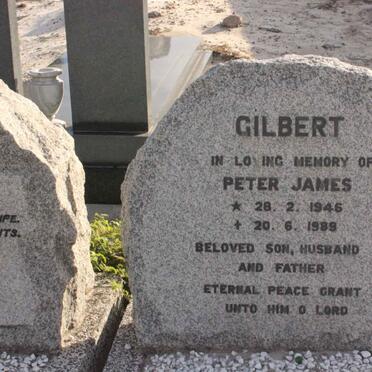 GILBERT
IN LO ING MEMORY OF
PETER JAMES
★ 28. 2. 1946
✝ 20. 6. 1989
BELOVED SON, HUSBAND
AND FATHER
ETERNAL PEACE GRANT
UNTO HIM O LORD